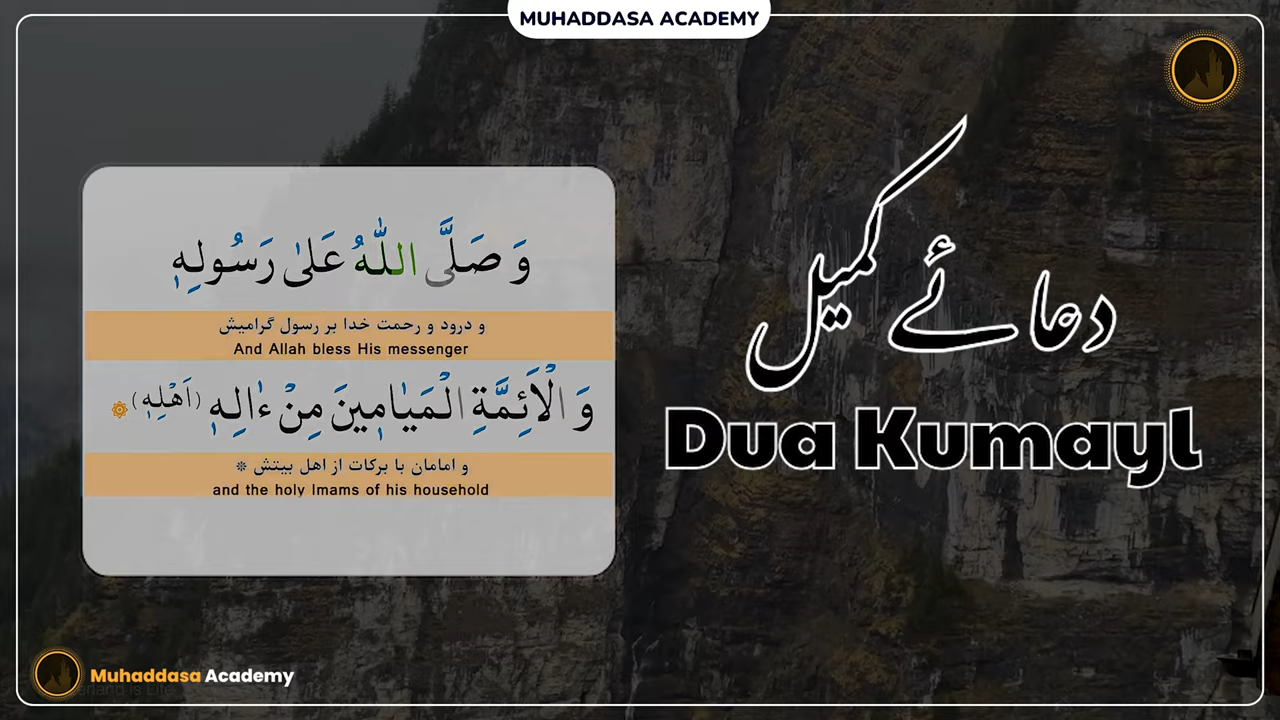 MUHADDASA ACADEMY
وَ صَلَّى اللّٰهُ عَلىٰ رَسُولِهٖ
و درود و رحمت خدا بر رسول گرامیش
And Allah bless His messenger
وَ الْاَئِمَّةِ الْمَيٰامٖينَ مِنْ ءٰالِهٖ (اَهْلِهٖ) ۞
و امامان با برکات از اهل بیتش *
and the holy Imams of his household
دعائے کمیل
Dua Kumayl
Muhaddasa Academy